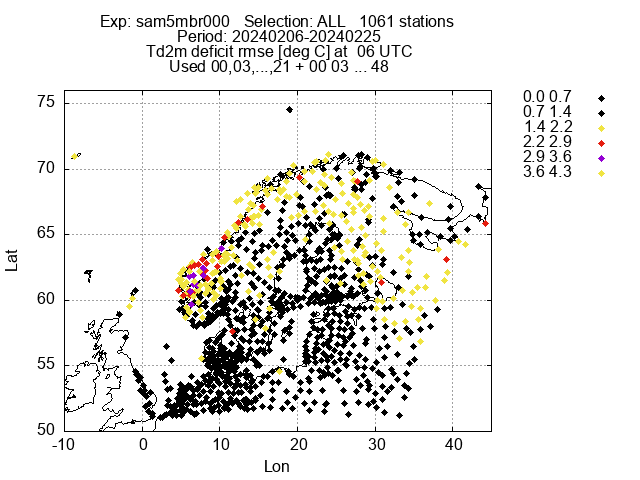 Exp: sam5mbr000   Selection: ALL   1061 stations
Period: 20240206-20240225
Td2m deficit rmse [deg C] at  06 UTC
Used 00,03,...,21 + 00 03 ... 48
0.0 0.7
0.7 1.4
1.4 2.2
2.2 2.9
2.9 3.6
3.6 4.3
75
70
65
60
55
50
Lat
-10 0 10 20 30 40
Lon